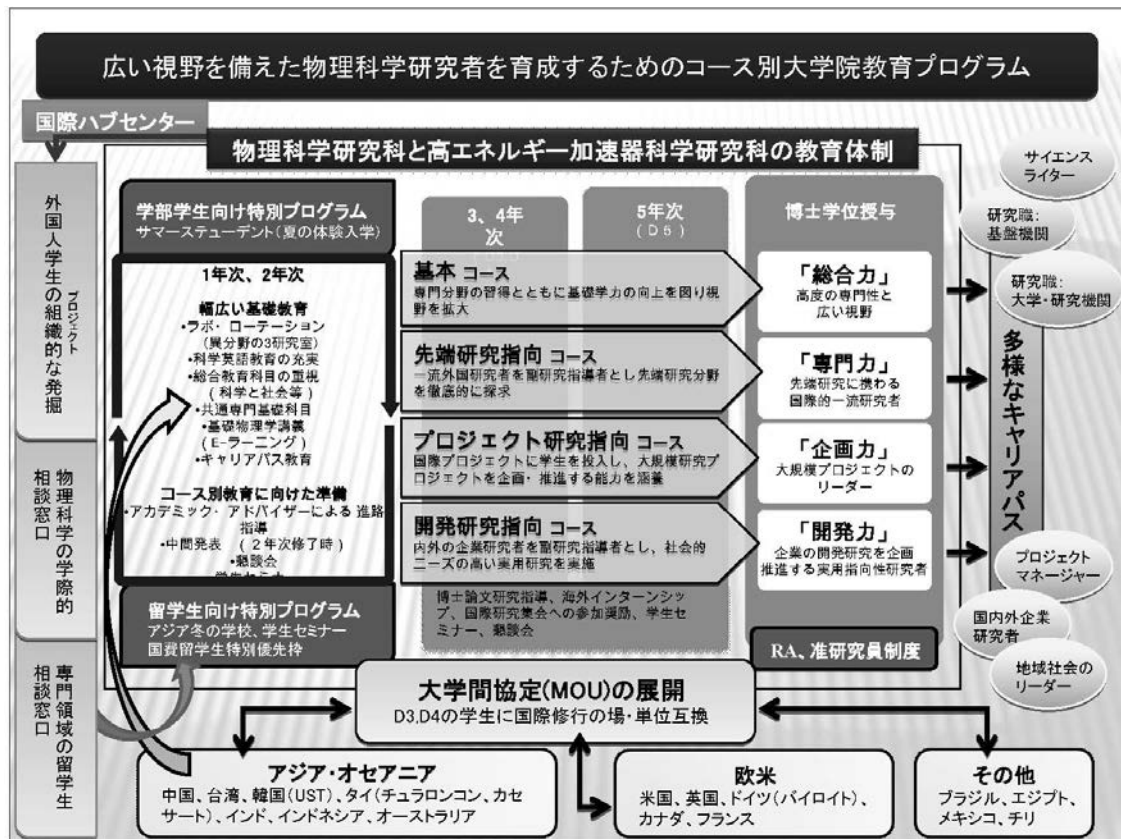 広い視野を備えた物理科学研究者を育成するためのコース別大学院教育プログラム
国際ハブセンター
外国人学生の組織的な発掘
プロジェクト
物理科学の学際的
相談窓口
専門領域の留学生
相談窓口
物理科学研究科と高エネルギー加速器科学研究科の教育体制
学部学生向け特別プログラム
サマーステューデント(夏の体験入学)
1年次、2年次
幅広い基礎教育
•ラボ・ローテーション
(異分野の3研究室)
•科学英語教育の充実
•総合教育科目の重視
(科学と社会等)
•共通専門基礎科目
•基礎物理学講義
(E-ラーニング)
•キャリアパス教育
コース別教育に向けた準備
•アカデミック・アドバイザーによる 進路
指導
•中間発表 (2年次修了時)
•懇談会
学生セミナ
留学生向け特別プログラム
アジア冬の学校、学生セミナー
国費留学生特別優先枠
3、4年
次
5年次
(D5)
基本 コース
専門分野の習得とともに基礎学力の向上を図り視
野を拡大
先端研究指向 コース
一流外国研究者を副研究指導者とし先端研究分野
を徹底的に探求
プロジェクト研究指向 コース
国際プロジェクトに学生を投入し、大規模研究プ
ロジェクトを企画・推進する能力を涵養
開発研究指向 コース
内外の企業研究者を副研究指導者とし、社会的
ニーズの高い実用研究を実施
博士論文研究指導、海外インターンシッ
プ、国際研究集会への参加奨励、学生セ
ミナー、懇談会
博士学位授与
「総合力」
高度の専門性と
広い視野
「専門力」
先端研究に携わる
国際的一流研究者
「企画力」
大規模プロジェクトの
リーダー
「開発力」
企業の開発研究を企画
推進する実用指向性研究者
RA、准研究員制度
多様なキャリアパス
サイエンス
ライター
研究職:
基盤機関
研究職:
大学・研究機関
プロジェクト
マネージャー
国内外企業
研究者
地域社会の
リーダー
大学間協定(MOU)の展開
D3,D4の学生に国際修行の場・単位互換
アジア・オセアニア
中国、台湾、韓国(UST)、タイ(チュラロンコン、カセ
サート)、インド、インドネシア、オーストラリア
欧米
米国、英国、ドイツ(バイロイト)、
カナダ、フランス
その他
ブラジル、エジプト、
メキシコ、チリ